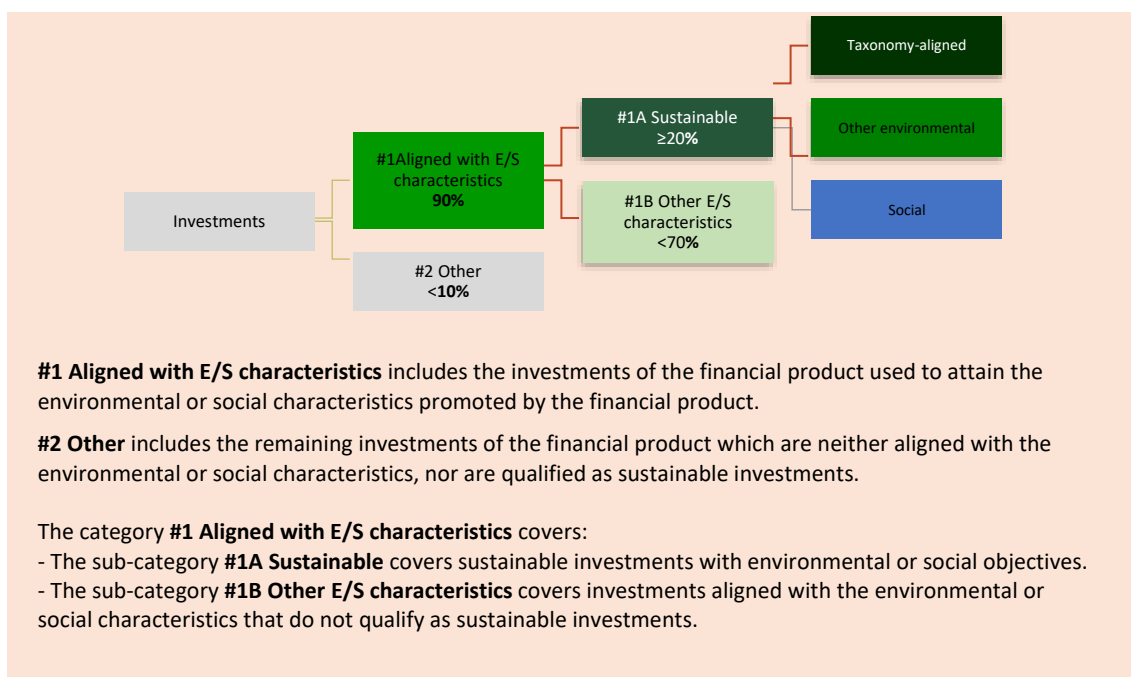 Taxonomy-aligned
#1A Sustainable
≥20%
Other environmental
#1Aligned with E/S
characteristics
90%
#1B Other E/S
characteristics
<70%
Social
Investments
#2 Other
<10%
#1 Aligned with E/S characteristics includes the investments of the financial product used to attain the
environmental or social characteristics promoted by the financial product.
#2 Other includes the remaining investments of the financial product which are neither aligned with the
environmental or social characteristics, nor are qualified as sustainable investments.
The category #1 Aligned with E/S characteristics covers:
- The sub-category #1A Sustainable covers sustainable investments with environmental or social objectives.
- The sub-category #1B Other E/S characteristics covers investments aligned with the environmental or
social characteristics that do not qualify as sustainable investments.